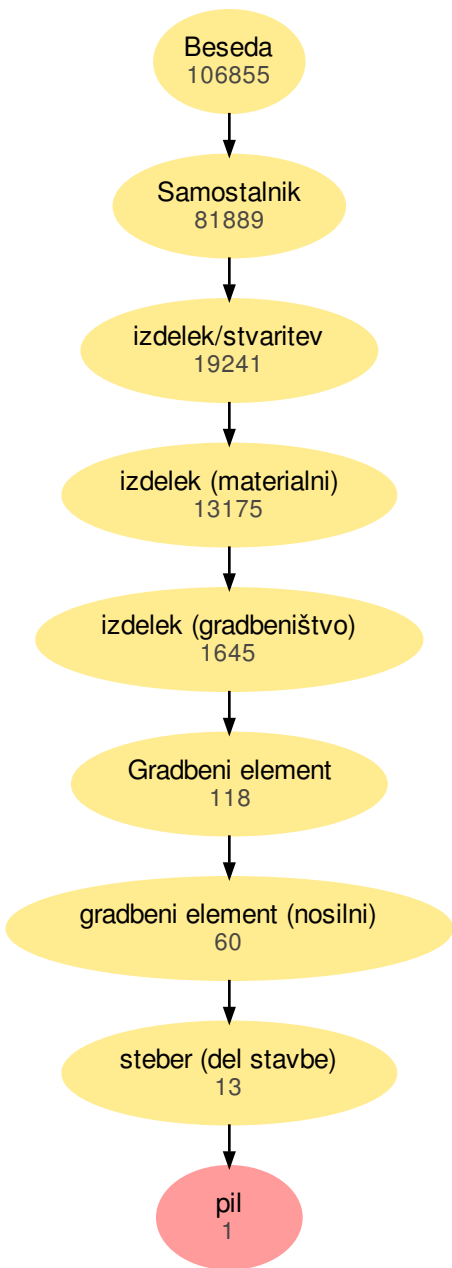 Beseda
106855
Samostalnik
81889
izdelek/stvaritev
19241
izdelek (materialni)
13175
izdelek (gradbeništvo)
1645
Gradbeni element
118
gradbeni element (nosilni)
60
steber (del stavbe)
13
pil
1